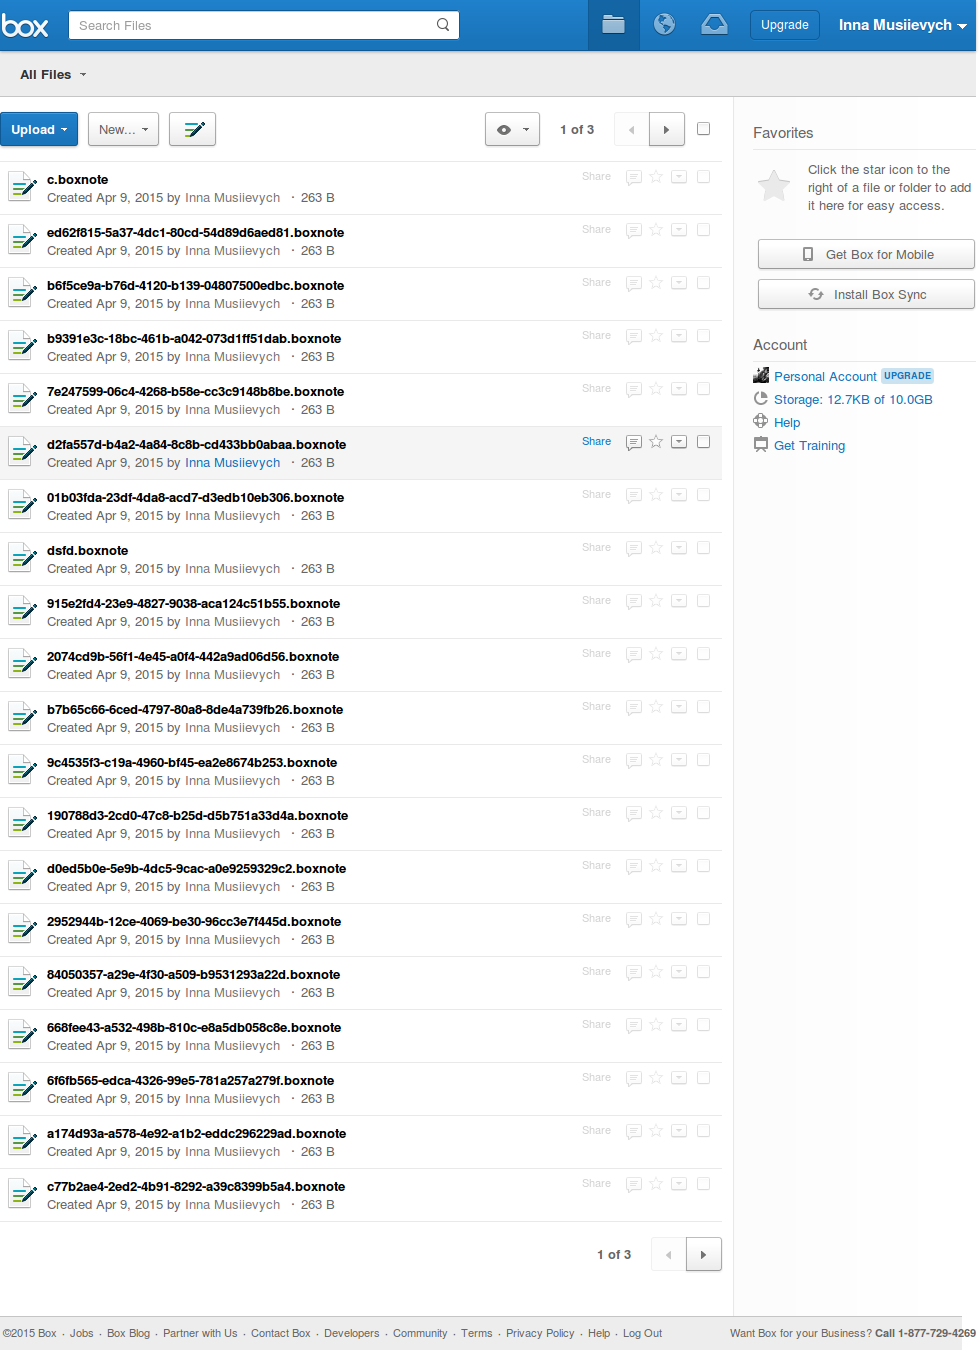 box Search Files Upgrade Inna Musiievych
All Files
Upload New... 1 of 3
c.boxnote Share
Created Apr 9, 2015 by Inna Musiievych · 263 B
ed62f815-5a37-4dc1-80cd-54d89d6aed81.boxnote Share
Created Apr 9, 2015 by Inna Musiievych · 263 B
b6f5ce9a-b76d-4120-b139-04807500edbc.boxnote Share
Created Apr 9, 2015 by Inna Musiievych · 263 B
b9391e3c-18bc-461b-a042-073d1ff51dab.boxnote Share
Created Apr 9, 2015 by Inna Musiievych · 263 B
7e247599-06c4-4268-b58e-cc3c9148b8be.boxnote Share
Created Apr 9, 2015 by Inna Musiievych · 263 B
d2fa557d-b4a2-4a84-8c8b-cd433bb0abaa.boxnote Share
Created Apr 9, 2015 by Inna Musiievych · 263 B
01b03fda-23df-4da8-acd7-d3edb10eb306.boxnote Share
Created Apr 9, 2015 by Inna Musiievych · 263 B
dsfd.boxnote Share
Created Apr 9, 2015 by Inna Musiievych · 263 B
915e2fd4-23e9-4827-9038-aca124c51b55.boxnote Share
Created Apr 9, 2015 by Inna Musiievych · 263 B
2074cd9b-56f1-4e45-a0f4-442a9ad06d56.boxnote Share
Created Apr 9, 2015 by Inna Musiievych · 263 B
b7b65c66-6ced-4797-80a8-8de4a739fb26.boxnote Share
Created Apr 9, 2015 by Inna Musiievych · 263 B
9c4535f3-c19a-4960-bf45-ea2e8674b253.boxnote Share
Created Apr 9, 2015 by Inna Musiievych · 263 B
190788d3-2cd0-47c8-b25d-d5b751a33d4a.boxnote Share
Created Apr 9, 2015 by Inna Musiievych · 263 B
d0ed5b0e-5e9b-4dc5-9cac-a0e9259329c2.boxnote Share
Created Apr 9, 2015 by Inna Musiievych · 263 B
2952944b-12ce-4069-be30-96cc3e7f445d.boxnote Share
Created Apr 9, 2015 by Inna Musiievych · 263 B
84050357-a29e-4f30-a509-b9531293a22d.boxnote Share
Created Apr 9, 2015 by Inna Musiievych · 263 B
668fee43-a532-498b-810c-e8a5db058c8e.boxnote Share
Created Apr 9, 2015 by Inna Musiievych · 263 B
6f6fb565-edca-4326-99e5-781a257a279f.boxnote Share
Created Apr 9, 2015 by Inna Musiievych · 263 B
a174d93a-a578-4e92-a1b2-eddc296229ad.boxnote Share
Created Apr 9, 2015 by Inna Musiievych · 263 B
c77b2ae4-2ed2-4b91-8292-a39c8399b5a4.boxnote Share
Created Apr 9, 2015 by Inna Musiievych · 263 B
1 of 3
Favorites
Click the star icon to the
right of a file or folder to add
it here for easy access.
Get Box for Mobile
Install Box Sync
Account
Personal Account UPGRADE
Storage: 12.7KB of 10.0GB
Help
Get Training
©2015 Box · Jobs · Box Blog · Partner with Us · Contact Box · Developers · Community · Terms · Privacy Policy · Help · Log Out Want Box for your Business? Call 1-877-729-4269